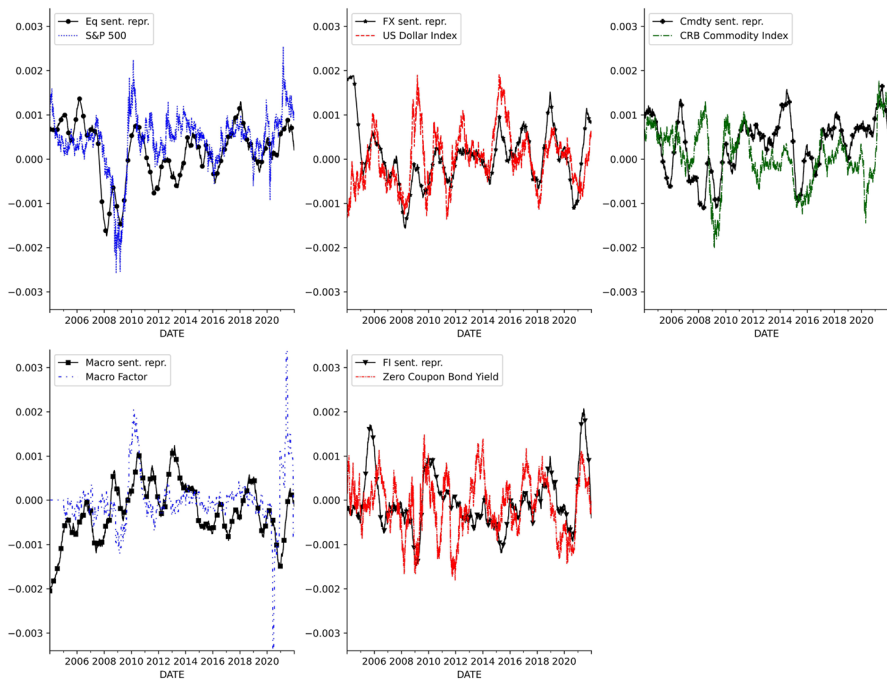 Eq sent. repr.
S&P 500
0.003
0.002
0.001
0.000
−0.001
−0.002
−0.003
2006 2008 2010 2012 2014 2016 2018 2020
DATE
FX sent. repr.
US Dollar Index
0.003
0.002
0.001
0.000
−0.001
−0.002
−0.003
2006 2008 2010 2012 2014 2016 2018 2020
DATE
Cmdty sent. repr.
CRB Commodity Index
0.003
0.002
0.001
0.000
−0.001
−0.002
−0.003
2006 2008 2010 2012 2014 2016 2018 2020
DATE
Macro sent. repr.
Macro Factor
0.003
0.002
0.001
0.000
−0.001
−0.002
−0.003
2006 2008 2010 2012 2014 2016 2018 2020
DATE
FI sent. repr.
Zero Coupon Bond Yield
0.003
0.002
0.001
0.000
−0.001
−0.002
−0.003
2006 2008 2010 2012 2014 2016 2018 2020
DATE